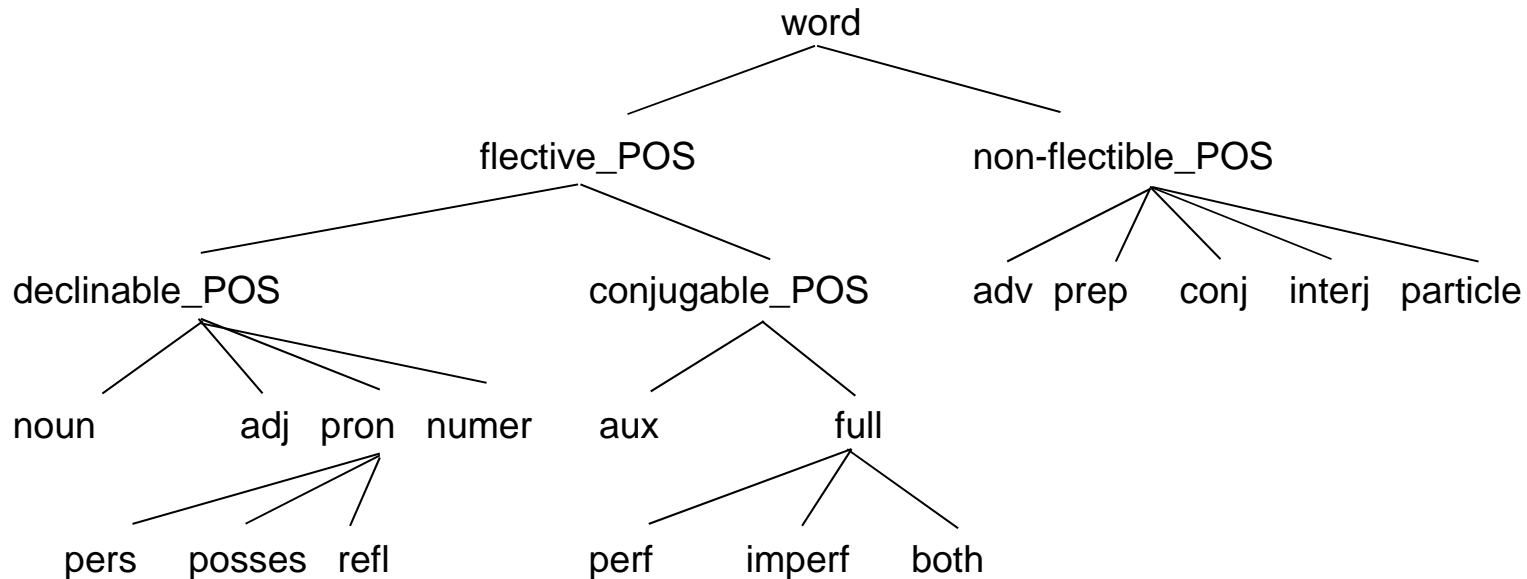 word
flective_POS non-flectible_POS
declinable_POS conjugable_POS adv prep conj interj particle
noun adj pron numer aux full
pers posses refl perf imperf both